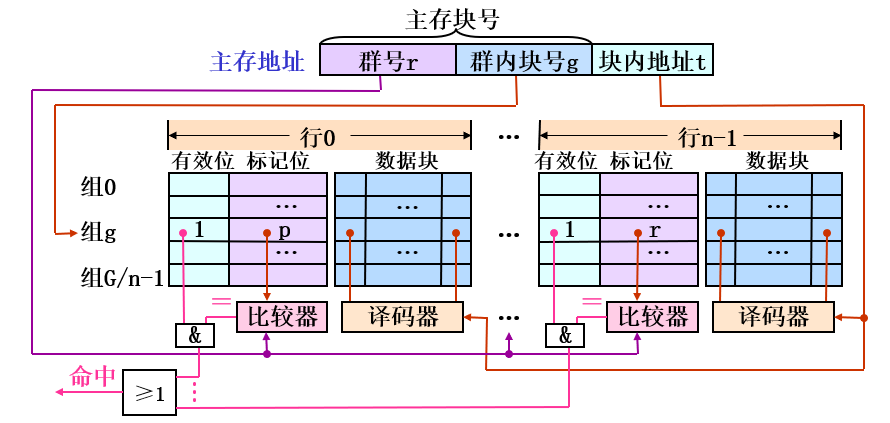 主存块号
主存地址 群号r 群内块号g 块内地址t
行0 ... 行n-1
有效位 标记位 数据块 有效位 标记位 数据块
组0
... ... ... ...
组g 1 p ... 1 r
... ... ... ...
组G/n-1
= =
比较器 译码器 ... 比较器 译码器
& &
命中
≥1